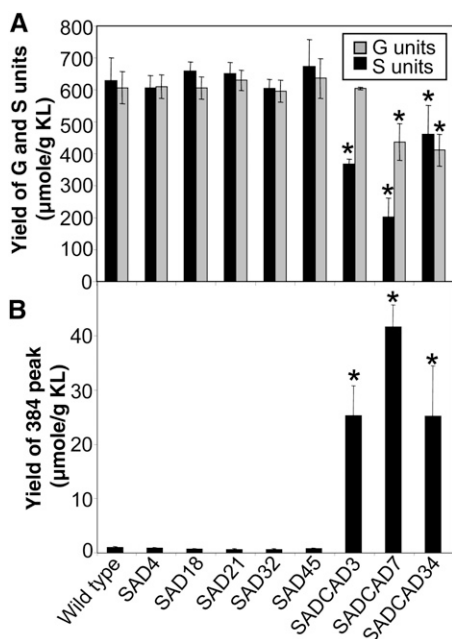 A
Yield of G and S units
(µmole/g KL)
800
700
600
500
400
300
200
100
0
G units
S units
*
*
*
*
*
B
Yield of 384 peak
(µmole/g KL)
40
30
20
10
0
*
*
*
Wild type
SAD4
SAD18
SAD21
SAD32
SAD45
SADCAD3
SADCAD7
SADCAD34